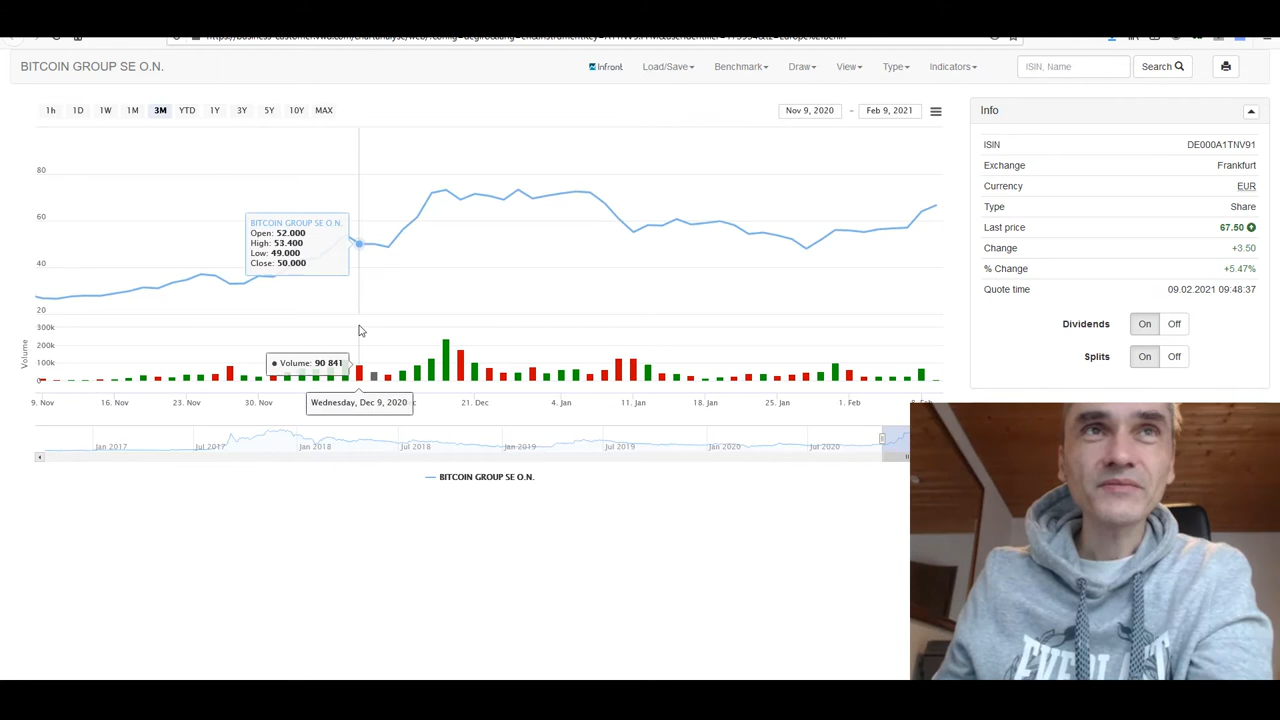 BITCOIN GROUP SE O.N.
Infront Load/Save Benchmark Draw View Type Indicators ISIN, Name Search
1h 1D 1W 1M 3M YTD 1Y 3Y 5Y 10Y MAX Nov 9, 2020 – Feb 9, 2021
Info
ISIN DE000A1TNV91
Exchange Frankfurt
Currency EUR
Type Share
Last price 67.50
Change +3.50
% Change +5.47%
Quote time 09.02.2021 09:48:37
Dividends On Off
Splits On Off
80
60
40
20
BITCOIN GROUP SE O.N.
Open: 52.000
High: 53.400
Low: 49.000
Close: 50.000
Volume
300k
200k
100k
0
Volume: 90 841
9. Nov 16. Nov 23. Nov 30. Nov Wednesday, Dec 9, 2020 21. Dec 4. Jan 11. Jan 18. Jan 25. Jan 1. Feb
Jan 2017 Jul 2017 Jan 2018 Jul 2018 Jan 2019 Jul 2019 Jan 2020 Jul 2020
BITCOIN GROUP SE O.N.